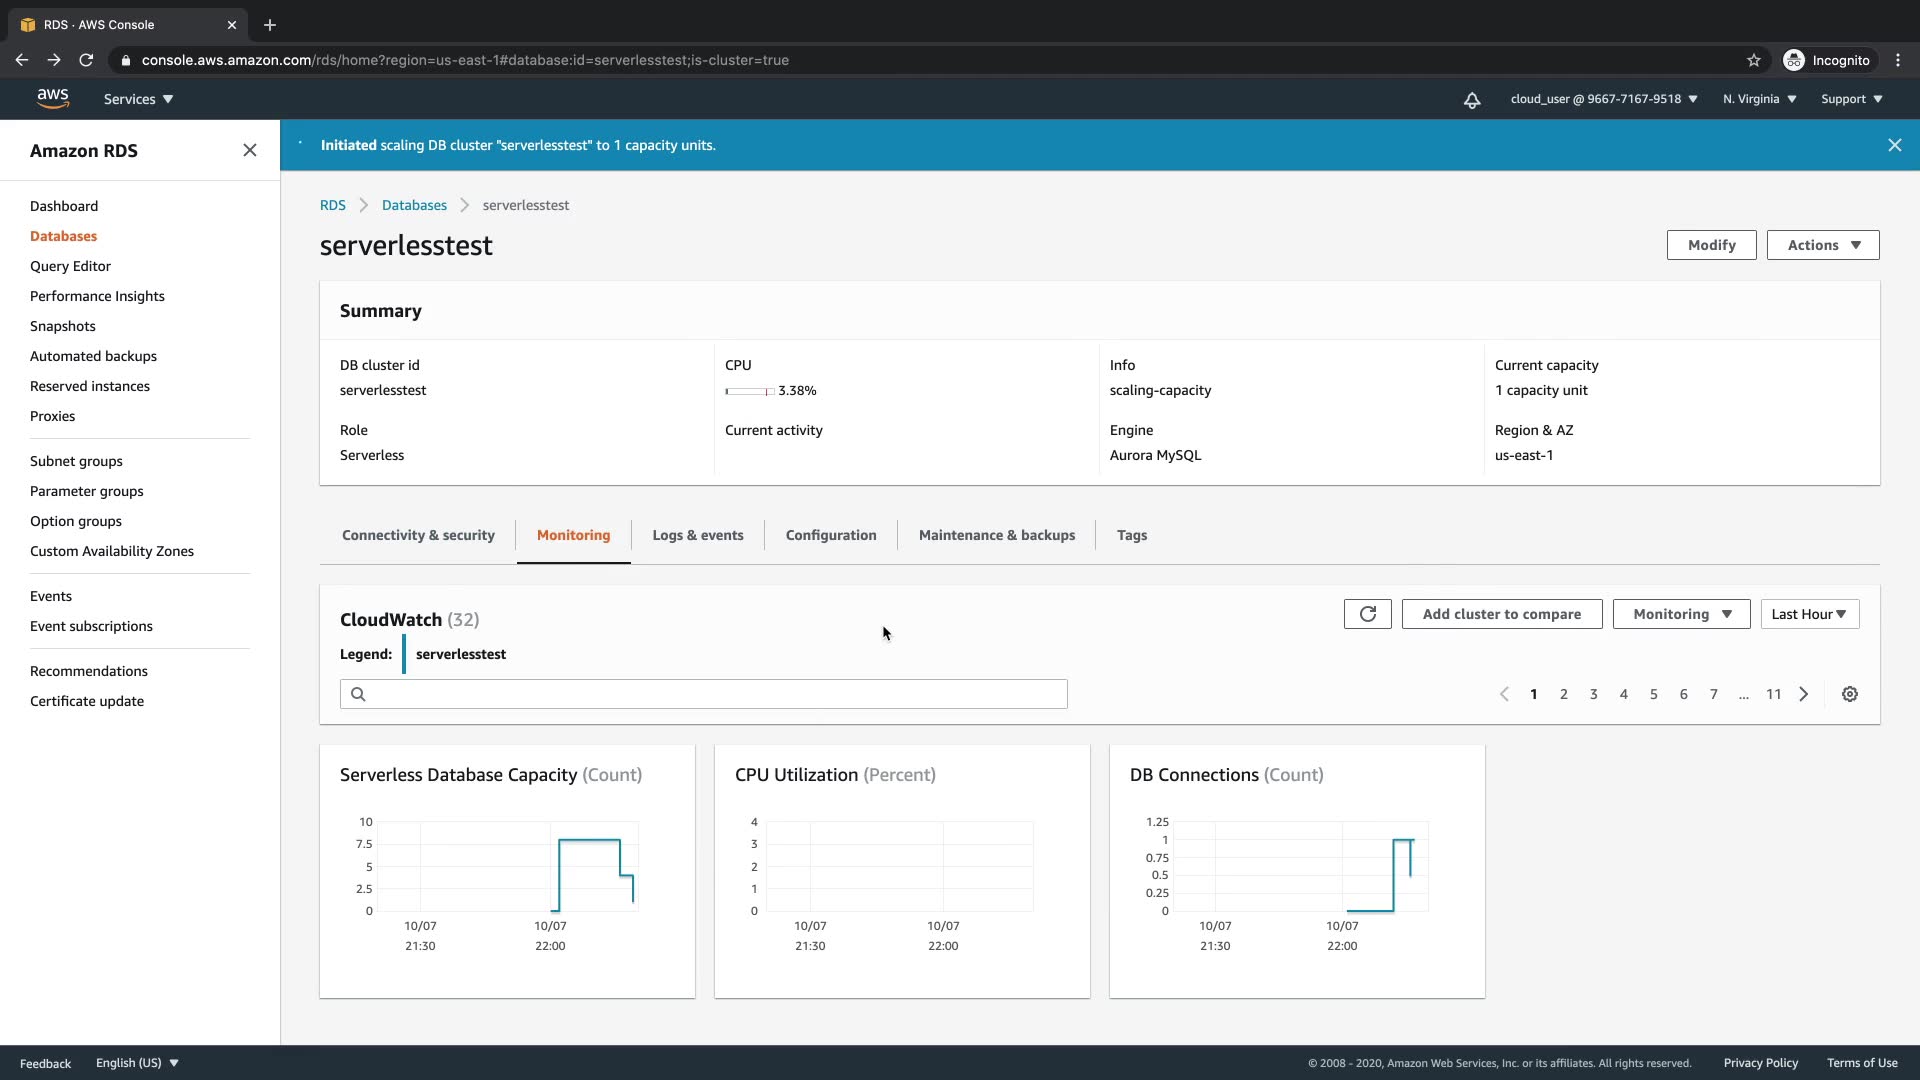 RDS · AWS Console
console.aws.amazon.com/rds/home?region=us-east-1#database:id=serverlesstest;is-cluster=true
Incognito
aws
Services
cloud_user @ 9667-7167-9518
N. Virginia
Support
Amazon RDS
Dashboard
Databases
Query Editor
Performance Insights
Snapshots
Automated backups
Reserved instances
Proxies
Subnet groups
Parameter groups
Option groups
Custom Availability Zones
Events
Event subscriptions
Recommendations
Certificate update
Initiated scaling DB cluster "serverlesstest" to 1 capacity units.
RDS
Databases
serverlesstest
serverlesstest
Modify
Actions
Summary
DB cluster id
serverlesstest
CPU
3.38%
Info
scaling-capacity
Current capacity
1 capacity unit
Role
Serverless
Current activity
Engine
Aurora MySQL
Region & AZ
us-east-1
Connectivity & security
Monitoring
Logs & events
Configuration
Maintenance & backups
Tags
CloudWatch (32)
Add cluster to compare
Monitoring
Last Hour
Legend:
serverlesstest
1 2 3 4 5 6 7 ... 11
Serverless Database Capacity (Count)
10
7.5
5
2.5
0
10/07
21:30
10/07
22:00
CPU Utilization (Percent)
4
3
2
1
0
10/07
21:30
10/07
22:00
DB Connections (Count)
1.25
1
0.75
0.5
0.25
0
10/07
21:30
10/07
22:00
Feedback
English (US)
© 2008 - 2020, Amazon Web Services, Inc. or its affiliates. All rights reserved.
Privacy Policy
Terms of Use